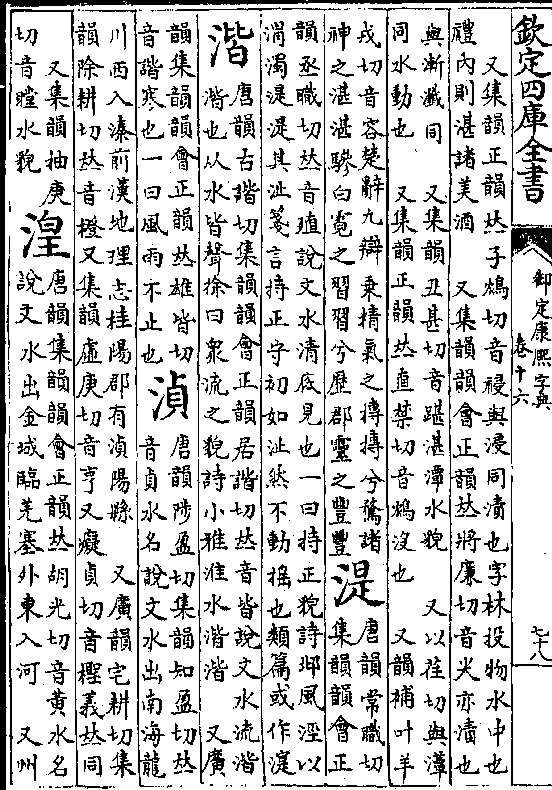 欽定四庫全書 御定康熙字典 卷十六 七十八
又集韻正韻𠀤子鴆切音祲與浸同漬也字林投物水中也
禮內則湛諸美酒 又集韻韻會正韻𠀤將廉切音尖亦漬也
與漸瀸同 又集韻丑甚切音踸湛潭水貌 又以荏切與潭
同水動也 又集韻正韻𠀤直禁切音鴆沒也 又韻補叶羊
戎切音容楚辭九辯乗精氣之摶摶兮騖諸
神之湛湛驂白霓之習習兮歷郡靈之豐豐
湜
唐韻常職切
集韻韻會正
韻丞職切𠀤音殖說文水清底見也一曰持正貌詩邶風涇以
渭濁湜湜其沚箋言持正守初如沚然不動搖也類篇或作
湝
唐韻古諧切集韻韻會正韻居諧切𠀤音皆說文水流湝
湝也从水皆聲徐曰衆流之貌詩小雅淮水湝湝 又廣
韻集韻韻會正韻𠀤雄皆切
音諧寒也一曰風雨不止也
湞
唐韻陟盈切集韻知盈切𠀤
音貞水名說文水出南海龍
川西入溱前漢地理志桂陽郡有湞陽縣 又廣韻宅耕切集
韻除耕切𠀤音橙又集韻虛庚切音亨又癡貞切音檉義𠀤同
又集韻抽庚
切音瞠水貌
湟
唐韻集韻韻會正韻𠀤胡光切音黃水名
說文水出金城臨羌塞外東入河 又州